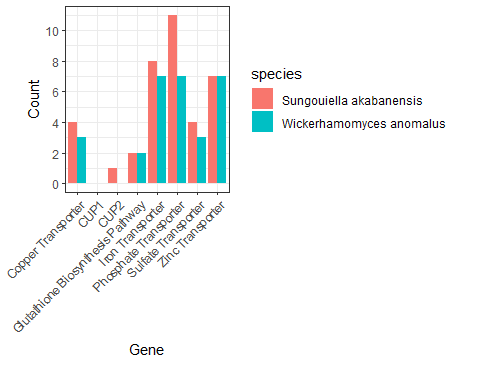 10
8
6
4
2
0
Count
Copper Transporter
CUP1
CUP2
Glutathione Biosynthesis Pathway
Iron Transporter
Phosphate Transporter
Sulfate Transporter
Zinc Transporter
Gene
species
Sungouiella akabanensis
Wickerhamomyces anomalus